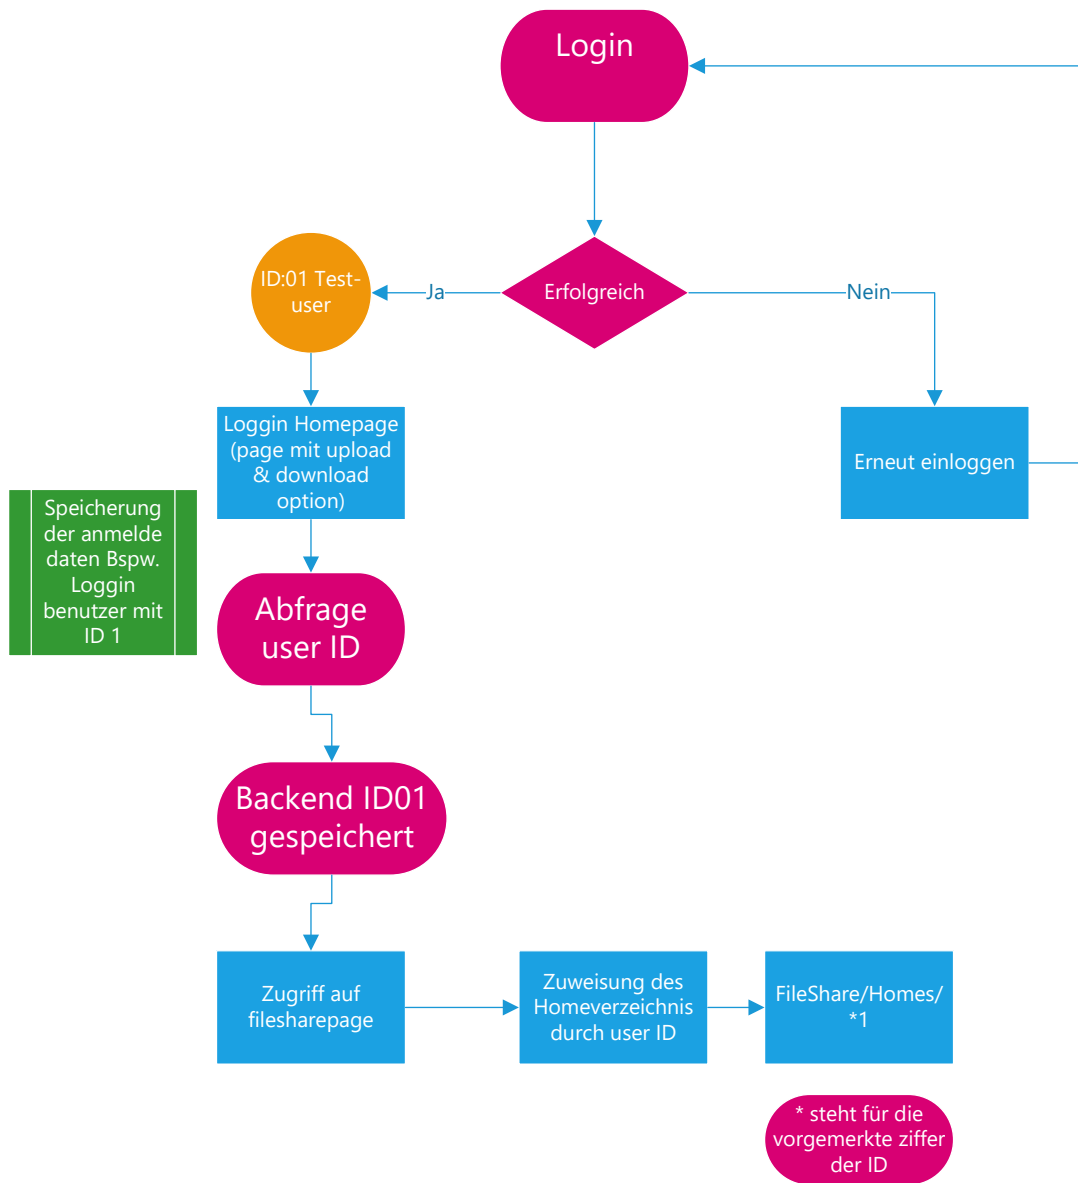 Login
ID:01 Test-
user
Ja
Erfolgreich
Nein
Loggin Homepage
(page mit upload
& download
option)
Erneut einloggen
Speicherung
der anmelde
daten Bspw.
Loggin
benutzer mit
ID 1
Abfrage
user ID
Backend ID01
gespeichert
Zugriff auf
filesharepage
Zuweisung des
Homeverzeichnis
durch user ID
FileShare/Homes/
*1
* steht für die
vorgemerkte ziffer
der ID